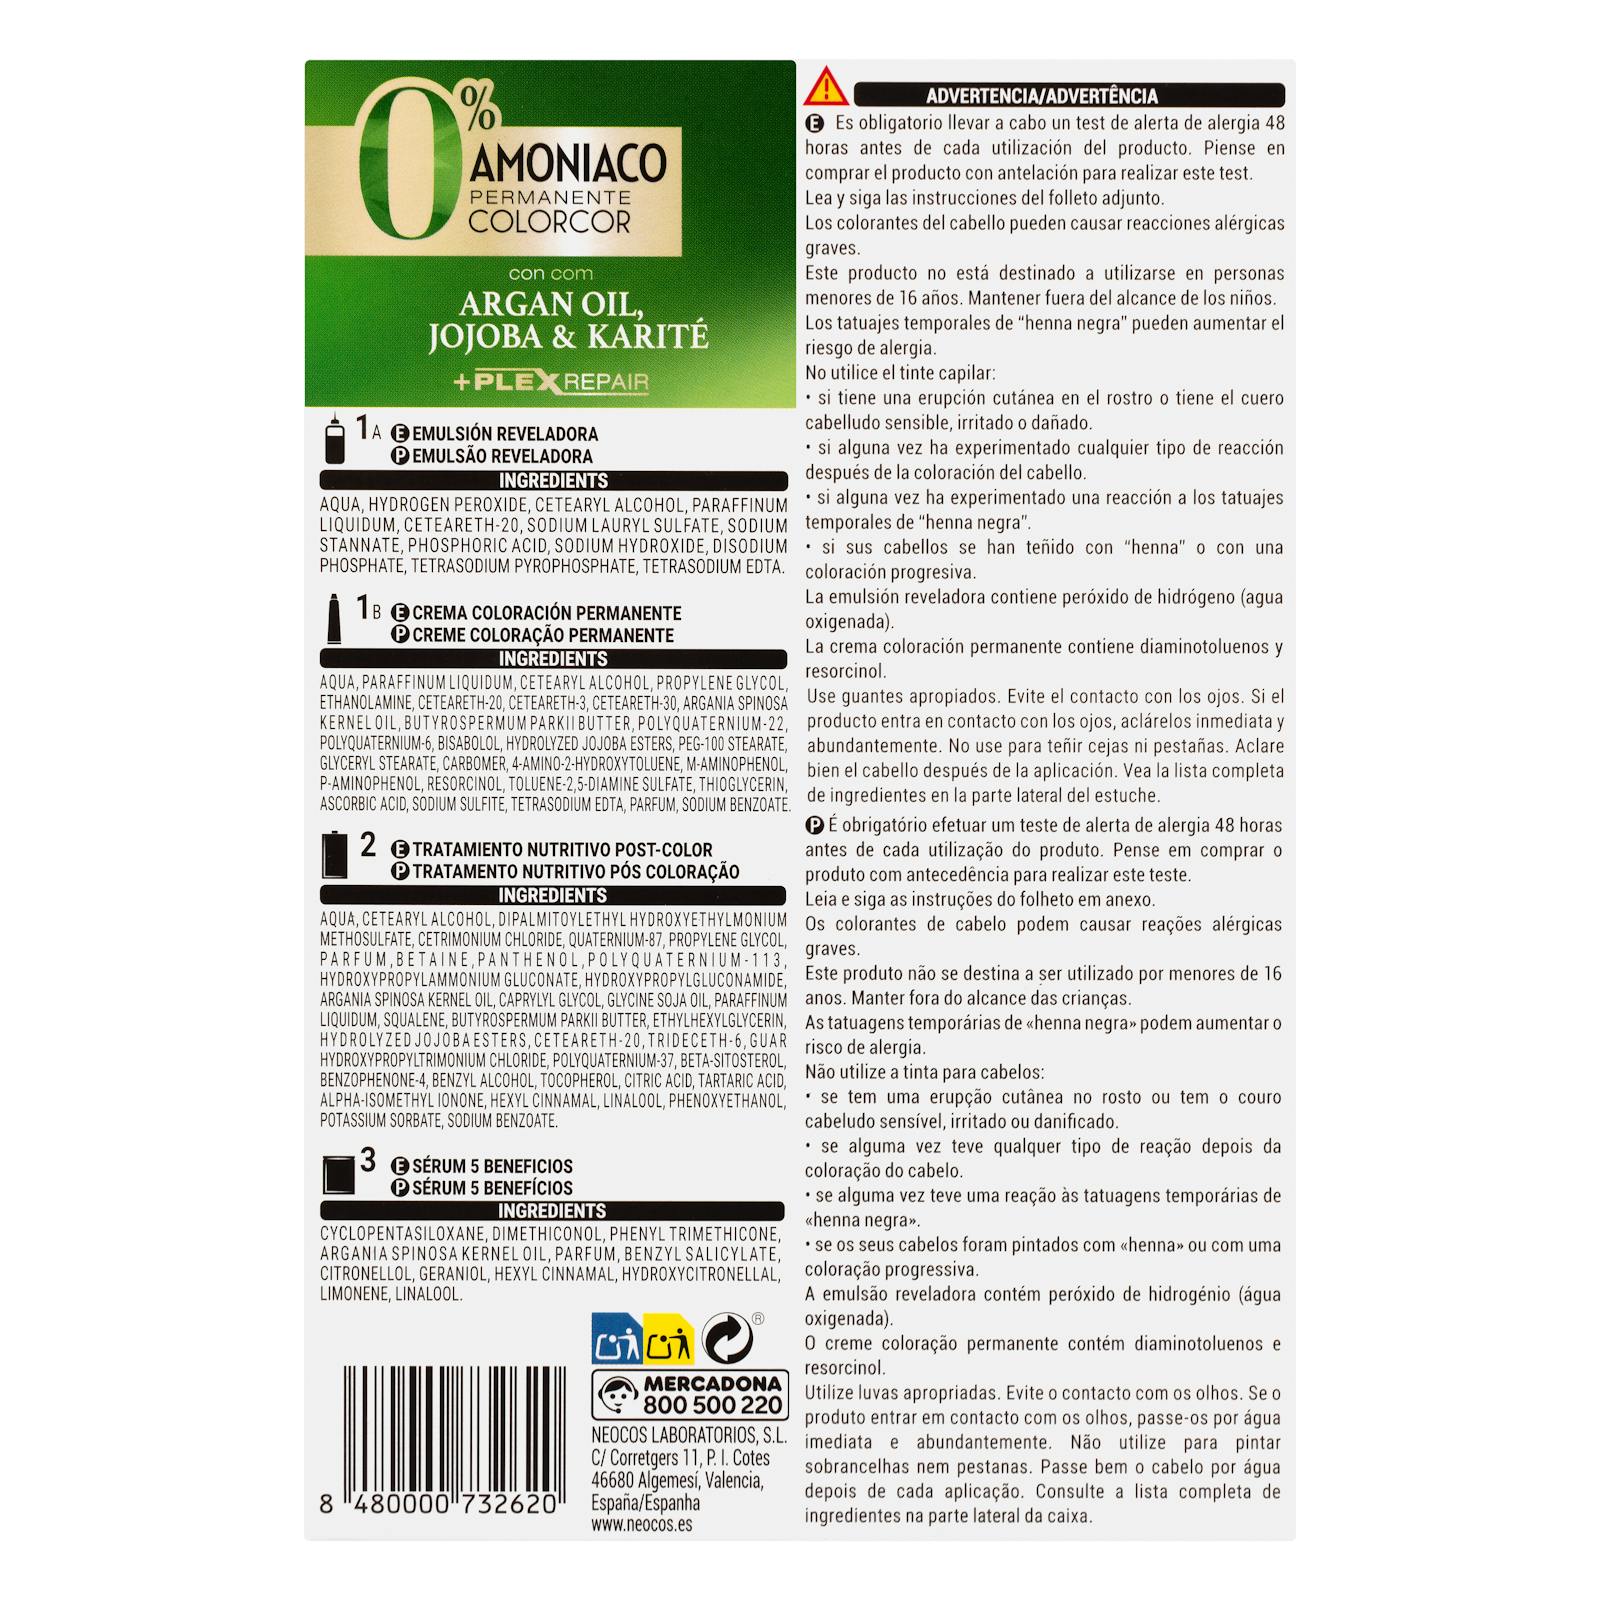 0%
AMONIACO
PERMANENTE
COLORCOR
con com
ARGAN OIL,
JOJOBA & KARITÉ
+PLEXREPAIR
1A E EMULSIÓN REVELADORA
P EMULSÃO REVELADORA
INGREDIENTS
AQUA, HYDROGEN PEROXIDE, CETEARYL ALCOHOL, PARAFFINUM
LIQUIDUM, CETEARETH-20, SODIUM LAURYL SULFATE, SODIUM
STANNATE, PHOSPHORIC ACID, SODIUM HYDROXIDE, DISODIUM
PHOSPHATE, TETRASODIUM PYROPHOSPHATE, TETRASODIUM EDTA.
1B E CREMA COLORACIÓN PERMANENTE
P CREME COLORAÇÃO PERMANENTE
INGREDIENTS
AQUA, PARAFFINUM LIQUIDUM, CETEARYL ALCOHOL, PROPYLENE GLYCOL,
ETHANOLAMINE, CETEARETH-20, CETEARETH-3, CETEARETH-30, ARGANIA SPINOSA
KERNEL OIL, BUTYROSPERMUM PARKII BUTTER, POLYQUATERNIUM-22,
POLYQUATERNIUM-6, BISABOLOL, HYDROLYZED JOJOBA ESTERS, PEG-100 STEARATE,
GLYCERYL STEARATE, CARBOMER, 4-AMINO-2-HYDROXYTOLUENE, M-AMINOPHENOL,
P-AMINOPHENOL, RESORCINOL, TOLUENE-2,5-DIAMINE SULFATE, THIOGLYCERIN,
ASCORBIC ACID, SODIUM SULFITE, TETRASODIUM EDTA, PARFUM, SODIUM BENZOATE.
2 E TRATAMIENTO NUTRITIVO POST-COLOR
P TRATAMENTO NUTRITIVO PÓS COLORAÇÃO
INGREDIENTS
AQUA, CETEARYL ALCOHOL, DIPALMITOYLETHYL HYDROXYETHYLMONIUM
METHOSULFATE, CETRIMONIUM CHLORIDE, QUATERNIUM-87, PROPYLENE GLYCOL,
PARFUM, BETAINE, PANTHENOL, POLYQUATERNIUM-113,
HYDROXYPROPYLAMMONIUM GLUCONATE, HYDROXYPROPYLGLUCONAMIDE,
ARGANIA SPINOSA KERNEL OIL, CAPRYLYL GLYCOL, GLYCINE SOJA OIL, PARAFFINUM
LIQUIDUM, SQUALENE, BUTYROSPERMUM PARKII BUTTER, ETHYLHEXYLGLYCERIN,
HYDROLYZED JOJOBA ESTERS, CETEARETH-20, TRIDECETH-6, GUAR
HYDROXYPROPYLTRIMONIUM CHLORIDE, POLYQUATERNIUM-37, BETA-SITOSTEROL,
BENZOPHENONE-4, BENZYL ALCOHOL, TOCOPHEROL, CITRIC ACID, TARTARIC ACID,
ALPHA-ISOMETHYL IONONE, HEXYL CINNAMAL, LINALOOL, PHENOXYETHANOL,
POTASSIUM SORBATE, SODIUM BENZOATE.
3 E SÉRUM 5 BENEFICIOS
P SÉRUM 5 BENEFÍCIOS
INGREDIENTS
CYCLOPENTASILOXANE, DIMETHICONOL, PHENYL TRIMETHICONE,
ARGANIA SPINOSA KERNEL OIL, PARFUM, BENZYL SALICYLATE,
CITRONELLOL, GERANIOL, HEXYL CINNAMAL, HYDROXYCITRONELLAL,
LIMONENE, LINALOOL.
®
MERCADONA
800 500 220
NEOCOS LABORATORIOS, S.L.
C/ Corretgers 11, P. I. Cotes
46680 Algemesí, Valencia,
España/Espanha
www.neocos.es
8 480000 732620
ADVERTENCIA/ADVERTÊNCIA
E Es obligatorio llevar a cabo un test de alerta de alergia 48
horas antes de cada utilización del producto. Piense en
comprar el producto con antelación para realizar este test.
Lea y siga las instrucciones del folleto adjunto.
Los colorantes del cabello pueden causar reacciones alérgicas
graves.
Este producto no está destinado a utilizarse en personas
menores de 16 años. Mantener fuera del alcance de los niños.
Los tatuajes temporales de “henna negra” pueden aumentar el
riesgo de alergia.
No utilice el tinte capilar:
• si tiene una erupción cutánea en el rostro o tiene el cuero
cabelludo sensible, irritado o dañado.
• si alguna vez ha experimentado cualquier tipo de reacción
después de la coloración del cabello.
• si alguna vez ha experimentado una reacción a los tatuajes
temporales de “henna negra”.
• si sus cabellos se han teñido con “henna” o con una
coloración progresiva.
La emulsión reveladora contiene peróxido de hidrógeno (agua
oxigenada).
La crema coloración permanente contiene diaminotoluenos y
resorcinol.
Use guantes apropiados. Evite el contacto con los ojos. Si el
producto entra en contacto con los ojos, aclárelos inmediata y
abundantemente. No use para teñir cejas ni pestañas. Aclare
bien el cabello después de la aplicación. Vea la lista completa
de ingredientes en la parte lateral del estuche.
P É obrigatório efetuar um teste de alerta de alergia 48 horas
antes de cada utilização do produto. Pense em comprar o
produto com antecedência para realizar este teste.
Leia e siga as instruções do folheto em anexo.
Os colorantes de cabelo podem causar reações alérgicas
graves.
Este produto não se destina a ser utilizado por menores de 16
anos. Manter fora do alcance das crianças.
As tatuagens temporárias de «henna negra» podem aumentar o
risco de alergia.
Não utilize a tinta para cabelos:
• se tem uma erupção cutânea no rosto ou tem o couro
cabeludo sensível, irritado ou danificado.
• se alguma vez teve qualquer tipo de reação depois da
coloração do cabelo.
• se alguma vez teve uma reação às tatuagens temporárias de
«henna negra».
• se os seus cabelos foram pintados com «henna» ou com uma
coloração progressiva.
A emulsão reveladora contém peróxido de hidrogénio (água
oxigenada).
O creme coloração permanente contém diaminotoluenos e
resorcinol.
Utilize luvas apropriadas. Evite o contacto com os olhos. Se o
produto entrar em contacto com os olhos, passe-os por água
imediata e abundantemente. Não utilize para pintar
sobrancelhas nem pestanas. Passe bem o cabelo por água
depois de cada aplicação. Consulte a lista completa de
ingredientes na parte lateral da caixa.